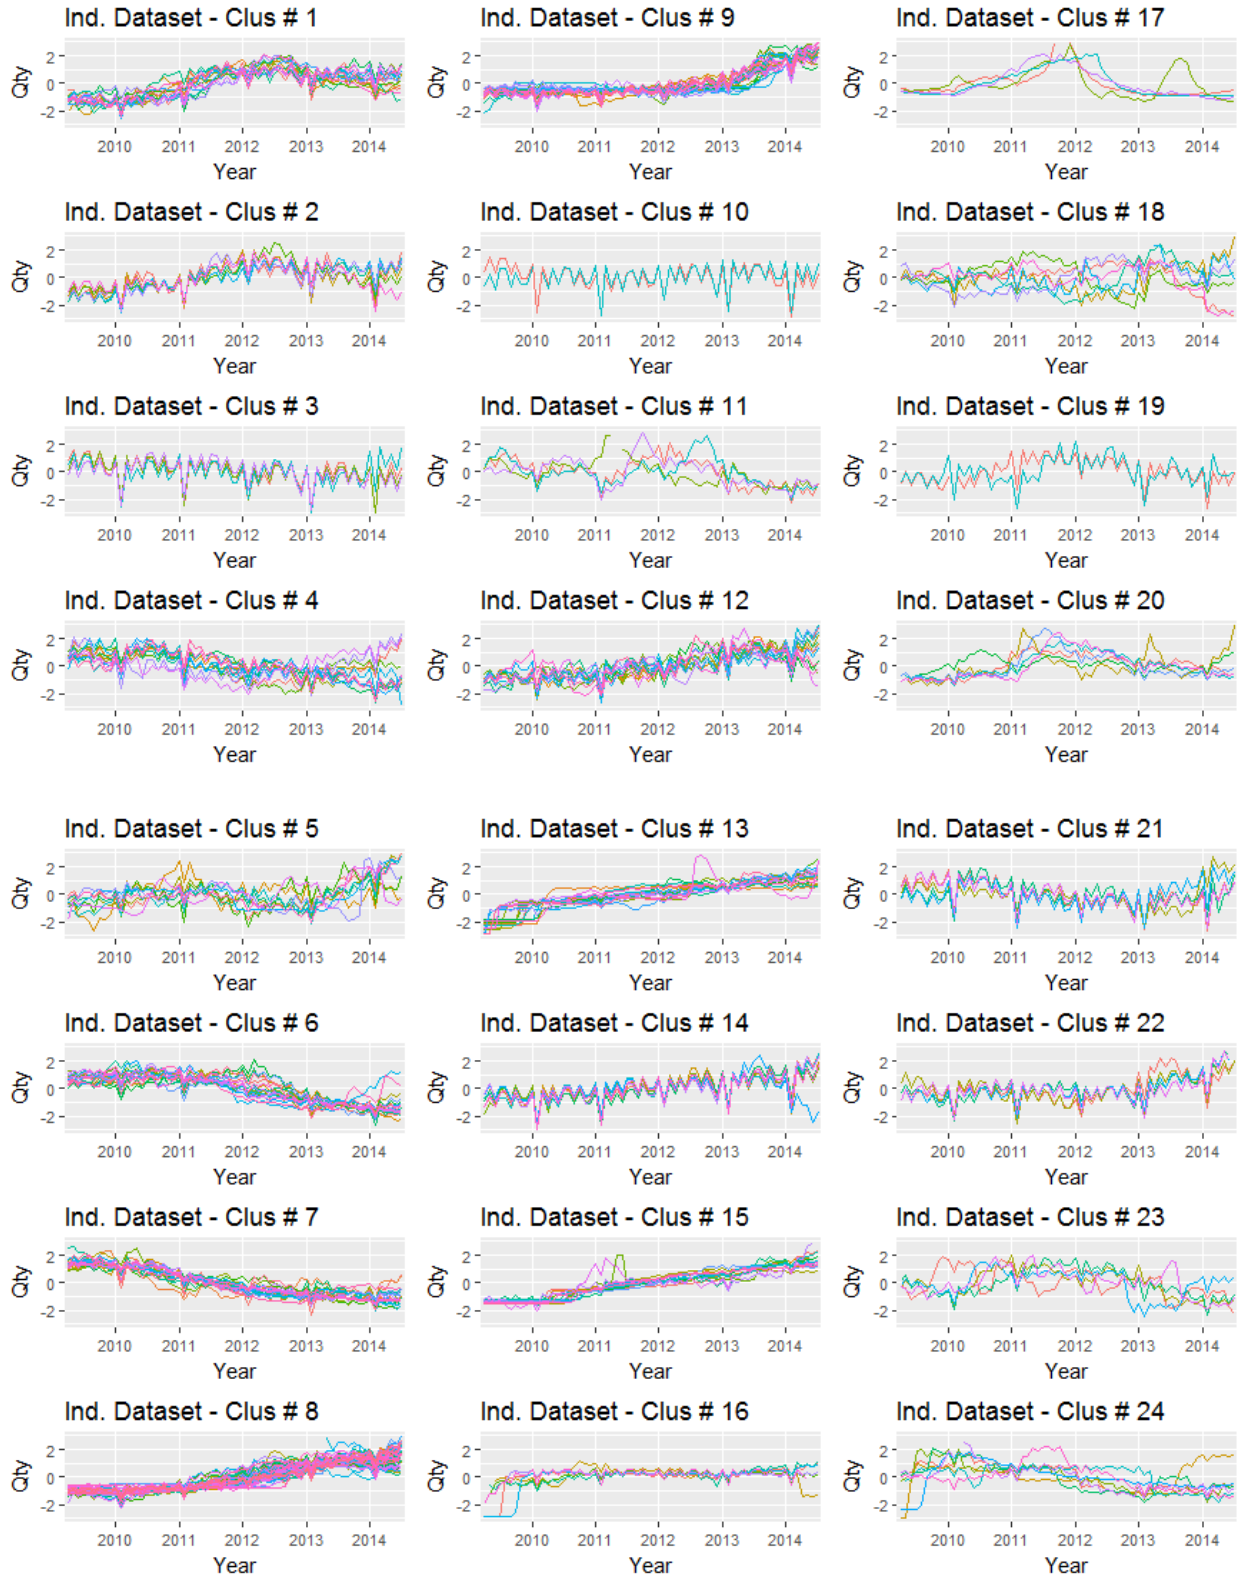 Ind. Dataset - Clus # 1
Qty
2
0
-2
2010 2011 2012 2013 2014
Year
Ind. Dataset - Clus # 9
Qty
2
0
-2
2010 2011 2012 2013 2014
Year
Ind. Dataset - Clus # 17
Qty
2
0
-2
2010 2011 2012 2013 2014
Year
Ind. Dataset - Clus # 2
Qty
2
0
-2
2010 2011 2012 2013 2014
Year
Ind. Dataset - Clus # 10
Qty
2
0
-2
2010 2011 2012 2013 2014
Year
Ind. Dataset - Clus # 18
Qty
2
0
-2
2010 2011 2012 2013 2014
Year
Ind. Dataset - Clus # 3
Qty
2
0
-2
2010 2011 2012 2013 2014
Year
Ind. Dataset - Clus # 11
Qty
2
0
-2
2010 2011 2012 2013 2014
Year
Ind. Dataset - Clus # 19
Qty
2
0
-2
2010 2011 2012 2013 2014
Year
Ind. Dataset - Clus # 4
Qty
2
0
-2
2010 2011 2012 2013 2014
Year
Ind. Dataset - Clus # 12
Qty
2
0
-2
2010 2011 2012 2013 2014
Year
Ind. Dataset - Clus # 20
Qty
2
0
-2
2010 2011 2012 2013 2014
Year
Ind. Dataset - Clus # 5
Qty
2
0
-2
2010 2011 2012 2013 2014
Year
Ind. Dataset - Clus # 13
Qty
2
0
-2
2010 2011 2012 2013 2014
Year
Ind. Dataset - Clus # 21
Qty
2
0
-2
2010 2011 2012 2013 2014
Year
Ind. Dataset - Clus # 6
Qty
2
0
-2
2010 2011 2012 2013 2014
Year
Ind. Dataset - Clus # 14
Qty
2
0
-2
2010 2011 2012 2013 2014
Year
Ind. Dataset - Clus # 22
Qty
2
0
-2
2010 2011 2012 2013 2014
Year
Ind. Dataset - Clus # 7
Qty
2
0
-2
2010 2011 2012 2013 2014
Year
Ind. Dataset - Clus # 15
Qty
2
0
-2
2010 2011 2012 2013 2014
Year
Ind. Dataset - Clus # 23
Qty
2
0
-2
2010 2011 2012 2013 2014
Year
Ind. Dataset - Clus # 8
Qty
2
0
-2
2010 2011 2012 2013 2014
Year
Ind. Dataset - Clus # 16
Qty
2
0
-2
2010 2011 2012 2013 2014
Year
Ind. Dataset - Clus # 24
Qty
2
0
-2
2010 2011 2012 2013 2014
Year